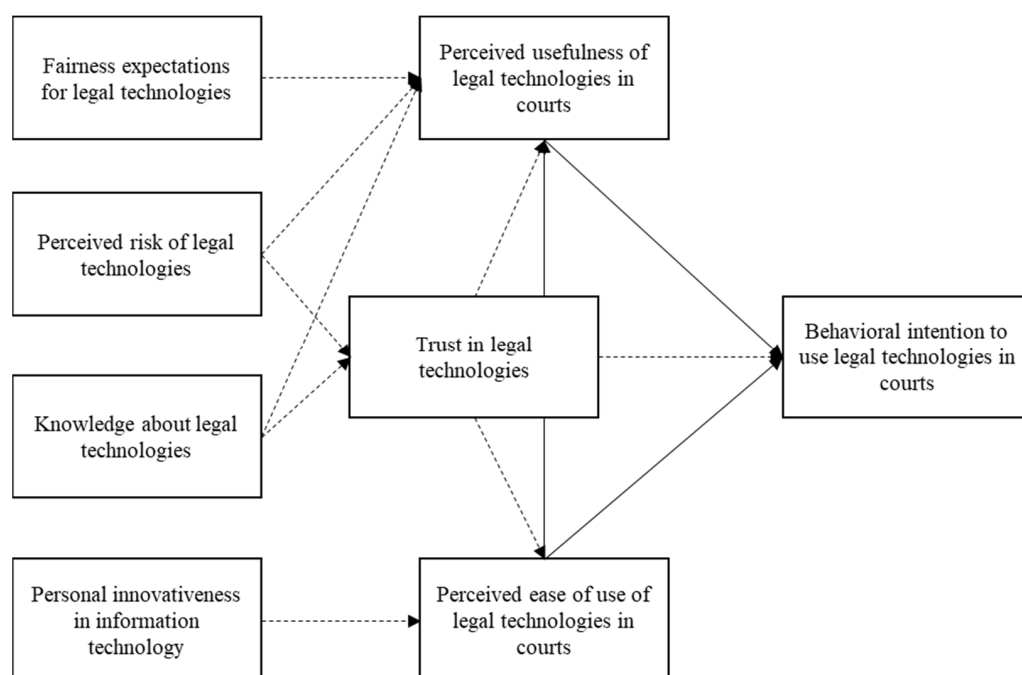 Fairness expectations
for legal technologies
Perceived usefulness of
legal technologies in
courts
Perceived risk of legal
technologies
Trust in legal
technologies
Behavioral intention to
use legal technologies in
courts
Knowledge about legal
technologies
Personal innovativeness
in information
technology
Perceived ease of use of
legal technologies in
courts